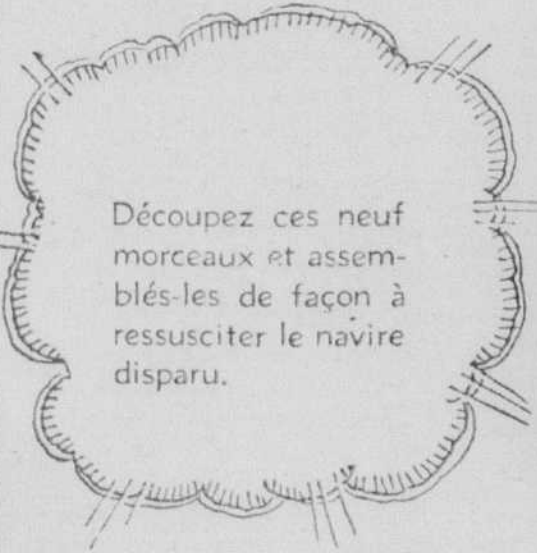 Découpez ces neuf
morceaux et assem-
blés-les de façon à
ressusciter le navire
disparu.